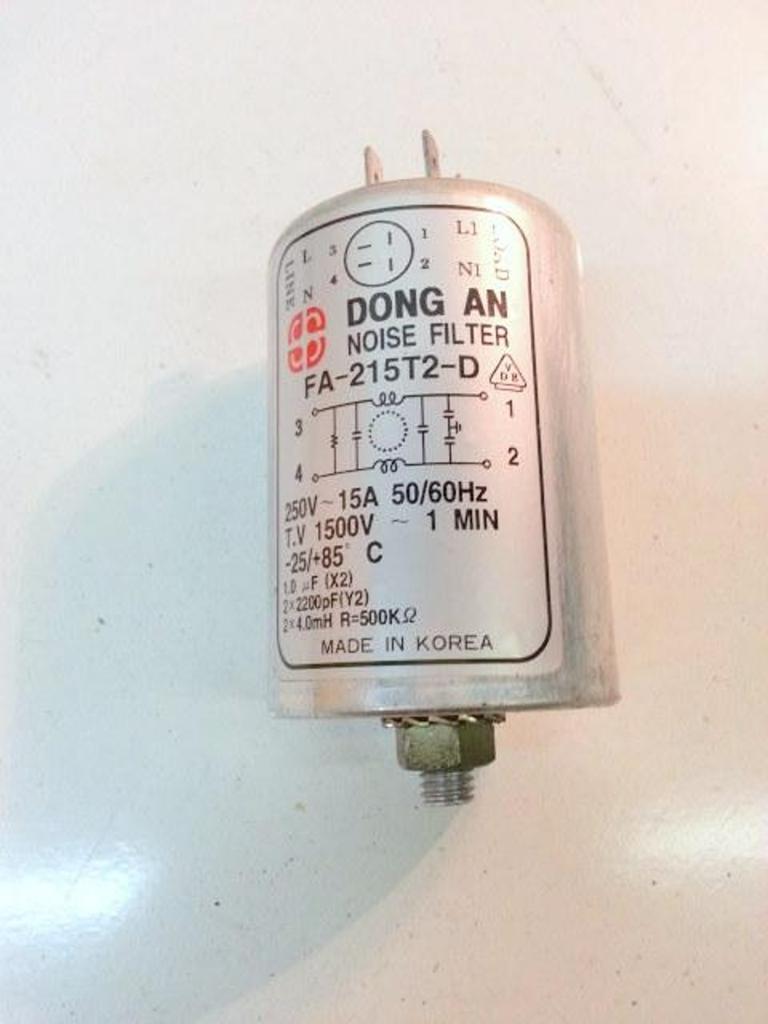 LINE L 3 1 L1 LOAD
N 4 2 N1
DONG AN
NOISE FILTER
FA-215T2-D
V
D B
3 1
4 2
250V ~ 15A 50/60Hz
T.V 1500V ~ 1 MIN
-25/+85° C
1.0 µF (X2)
2×2200pF(Y2)
2×4.0mH R=500KΩ
MADE IN KOREA